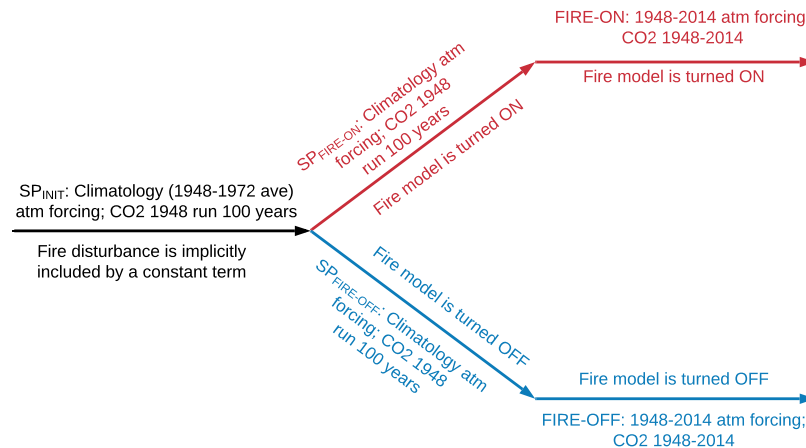 FIRE-ON: 1948-2014 atm forcing
CO2 1948-2014
Fire model is turned ON
SPFIRE-ON: Climatology atm
forcing; CO2 1948
run 100 years
Fire model is turned ON
SPINIT: Climatology (1948-1972 ave)
atm forcing; CO2 1948 run 100 years
Fire disturbance is implicitly
included by a constant term
Fire model is turned OFF
SPFIRE-OFF: Climatology atm
forcing; CO2 1948
run 100 years
Fire model is turned OFF
FIRE-OFF: 1948-2014 atm forcing;
CO2 1948-2014